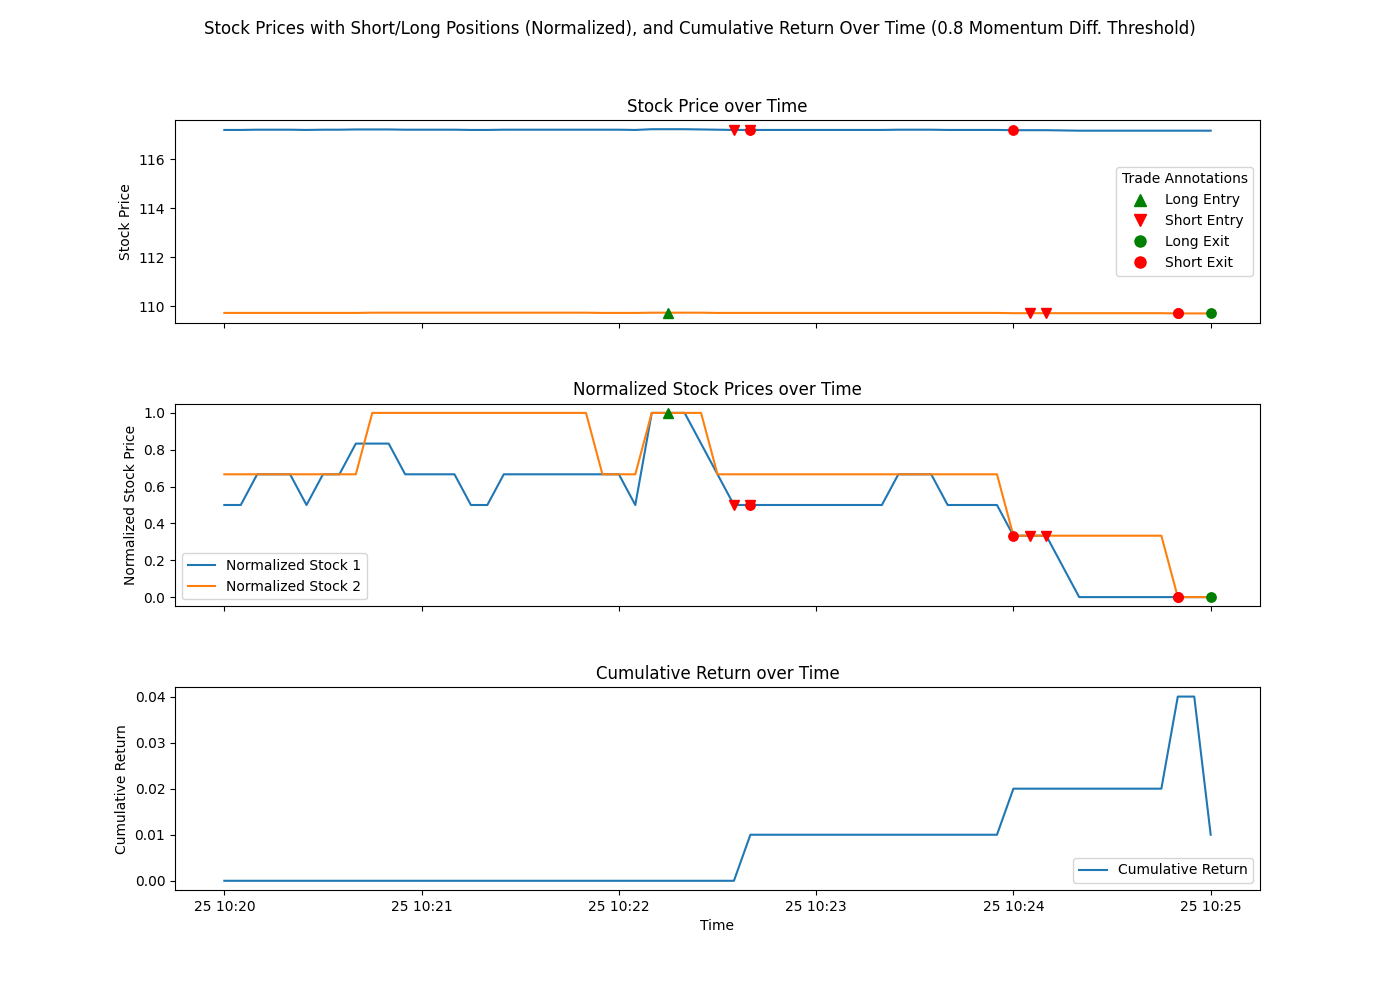 Stock Prices with Short/Long Positions (Normalized), and Cumulative Return Over Time (0.8 Momentum Diff. Threshold)
Stock Price over Time
Stock Price
116
114
112
110
Trade Annotations
Long Entry
Short Entry
Long Exit
Short Exit
Normalized Stock Prices over Time
Normalized Stock Price
1.0
0.8
0.6
0.4
0.2
0.0
Normalized Stock 1
Normalized Stock 2
Cumulative Return over Time
Cumulative Return
0.04
0.03
0.02
0.01
0.00
Cumulative Return
25 10:20
25 10:21
25 10:22
25 10:23
25 10:24
25 10:25
Time